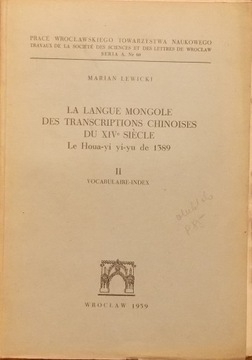 PRACE WROCŁAWSKIEGO TOWARZYSTWA NAUKOWEGO
TRAVAUX DE LA SOCIÉTÉ DES SCIENCES ET DES LETTRES DE WROCŁAW
SERIA A. Nr
MARIAN LEWICKI
LA LANGUE MONGOLE
DES TRANSCRIPTIONS CHINOISES
DU XIVe SIÈCLE
Le Houa-yi yi-yu de 1389
II
VOCABULAIRE-INDEX
WROCŁAW 1959